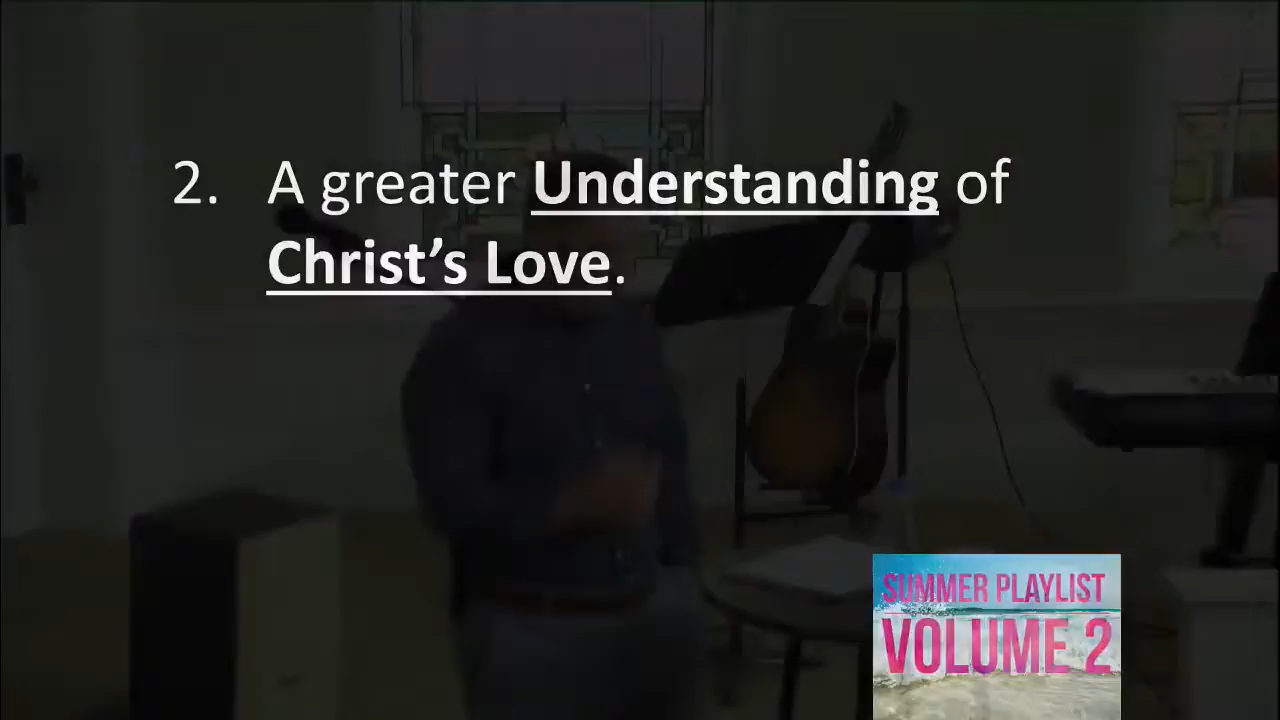 2. A greater Understanding of
Christ’s Love.
SUMMER PLAYLIST
VOLUME 2